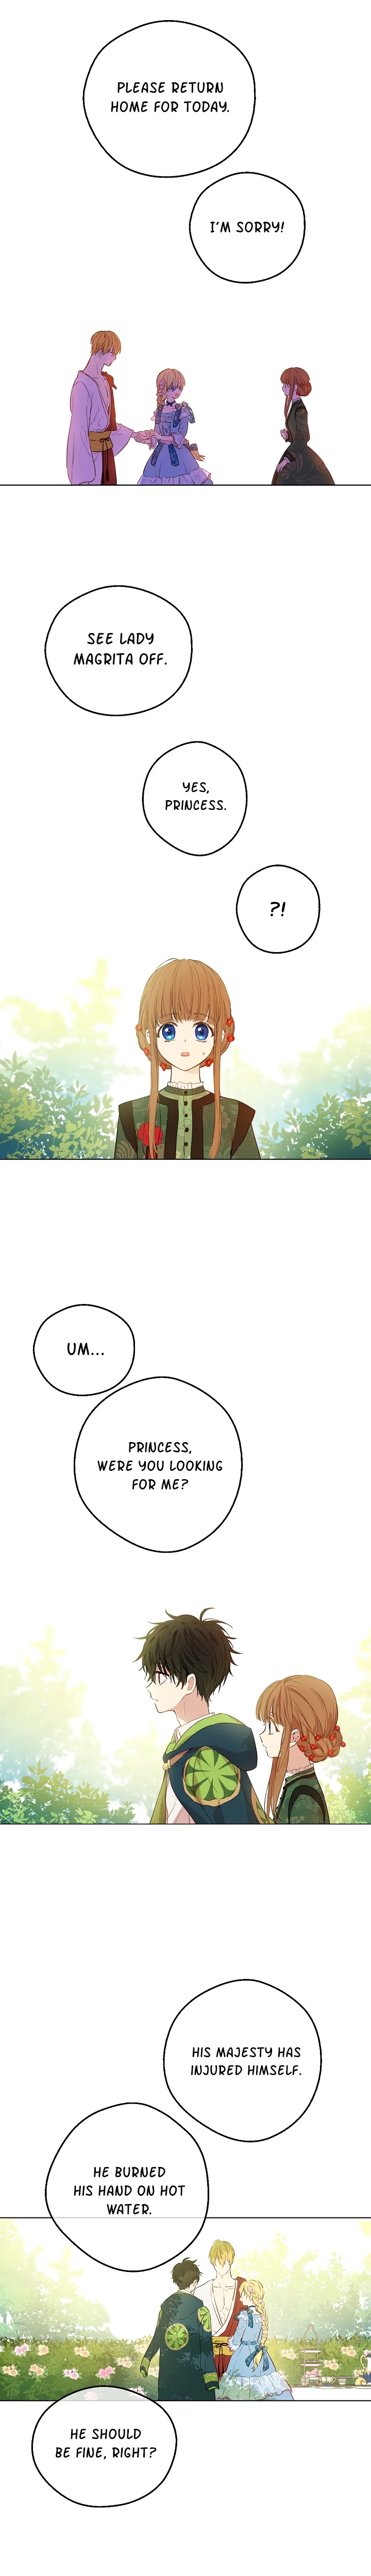 PLEASE RETURN
HOME FOR TODAY.
I'M SORRY!
SEE LADY
MAGRITA OFF.
YES,
PRINCESS.
?!
UM...
PRINCESS,
WERE YOU LOOKING
FOR ME?
HIS MAJESTY HAS
INJURED HIMSELF.
HE BURNED
HIS HAND ON HOT
WATER.
HE SHOULD
BE FINE, RIGHT?